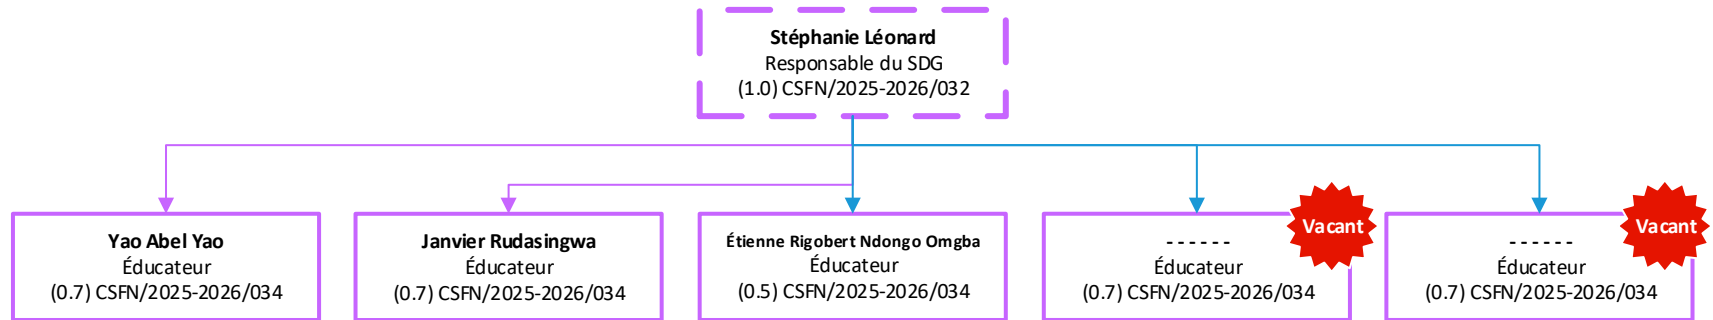 Stéphanie Léonard
Responsable du SDG
(1.0) CSFN/2025-2026/032
Yao Abel Yao
Éducateur
(0.7) CSFN/2025-2026/034
Janvier Rudasingwa
Éducateur
(0.7) CSFN/2025-2026/034
Étienne Rigobert Ndongo Omgba
Éducateur
(0.5) CSFN/2025-2026/034
Vacant
- - - - - -
Éducateur
(0.7) CSFN/2025-2026/034
Vacant
- - - - - -
Éducateur
(0.7) CSFN/2025-2026/034